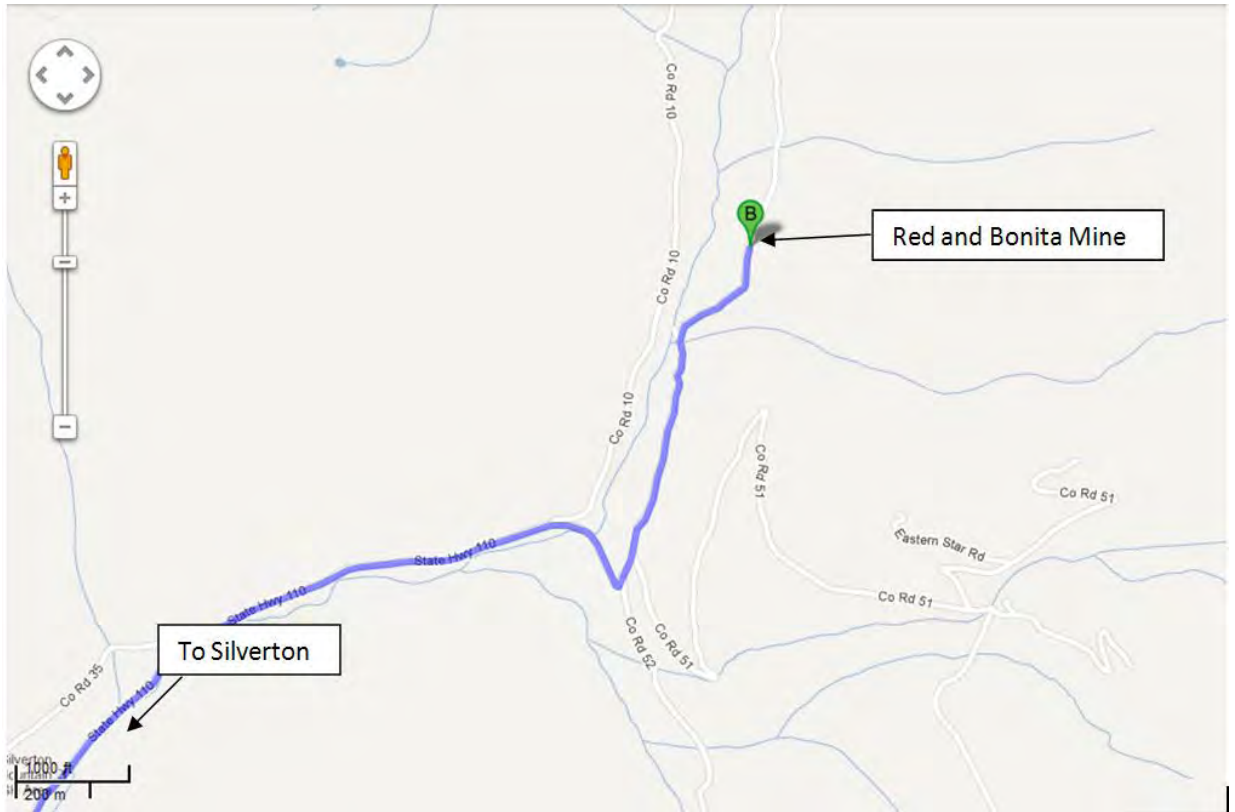 Co Rd 10
B
Red and Bonita Mine
Co Rd 10
Co Rd 10
Co Rd 51
Co Rd 51
Eastern Star Rd
State Hwy 110
Co Rd 51
State Hwy 110
To Silverton
Co Rd 52
Co Rd 51
Co Rd 35
State Hwy 110
1000 ft
200 m